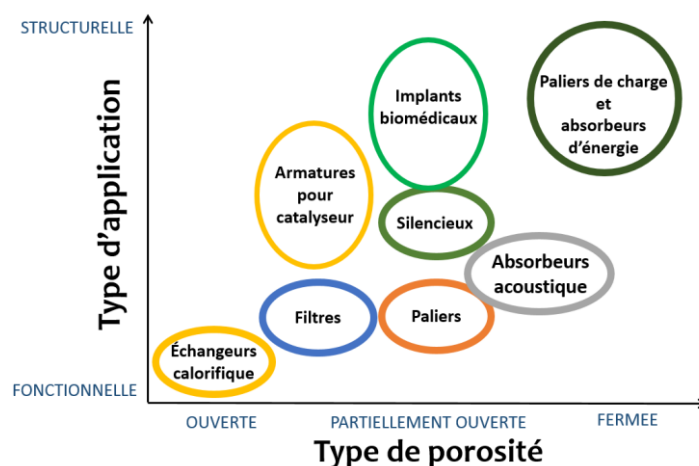 STRUCTURELLE
Type d'application
FONCTIONNELLE
Implants
biomédicaux
Paliers de charge
et
absorbeurs
d'énergie
Armatures
pour
catalyseur
Silencieux
Absorbeurs
acoustique
Filtres
Paliers
Échangeurs
calorifique
OUVERTE
PARTIELLEMENT OUVERTE
FERMEE
Type de porosité